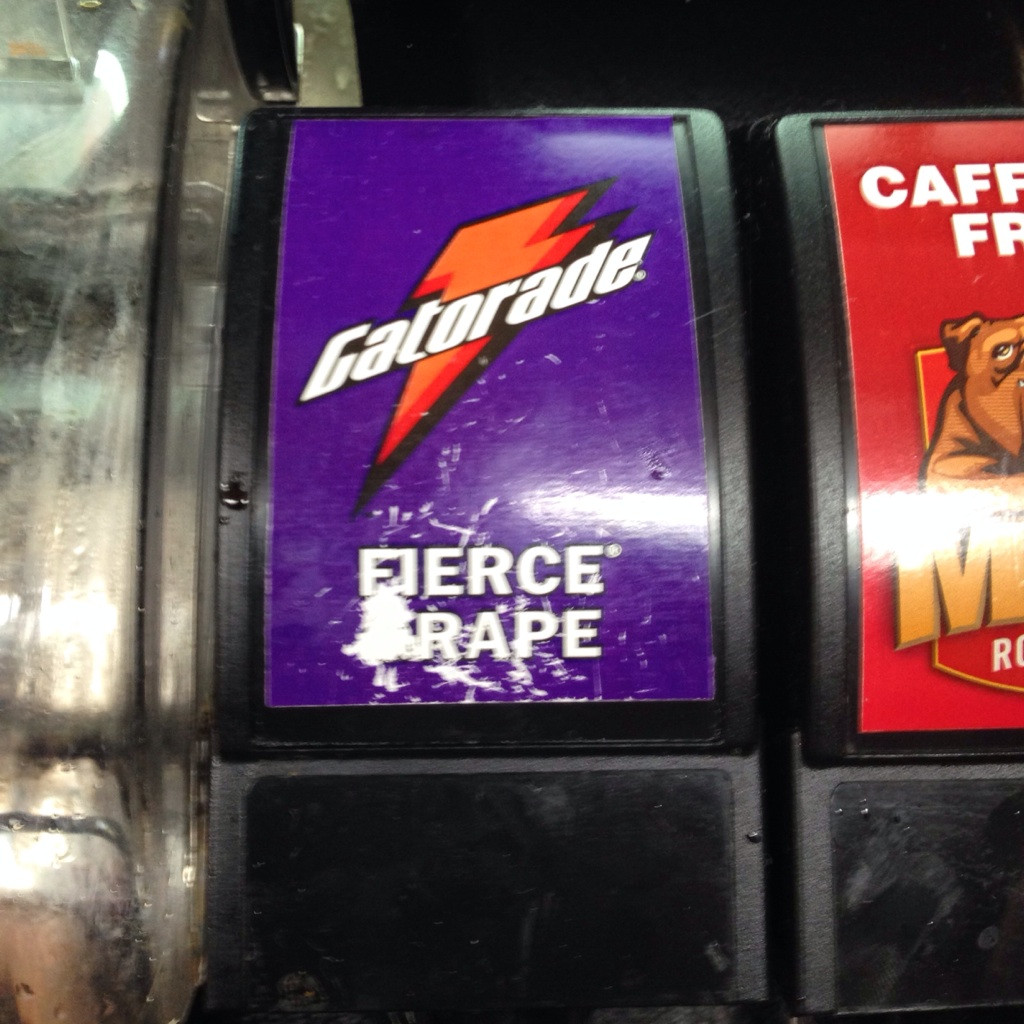 Gatorade®
FIERCE®
RAPE
CAFF
FR
M
RO